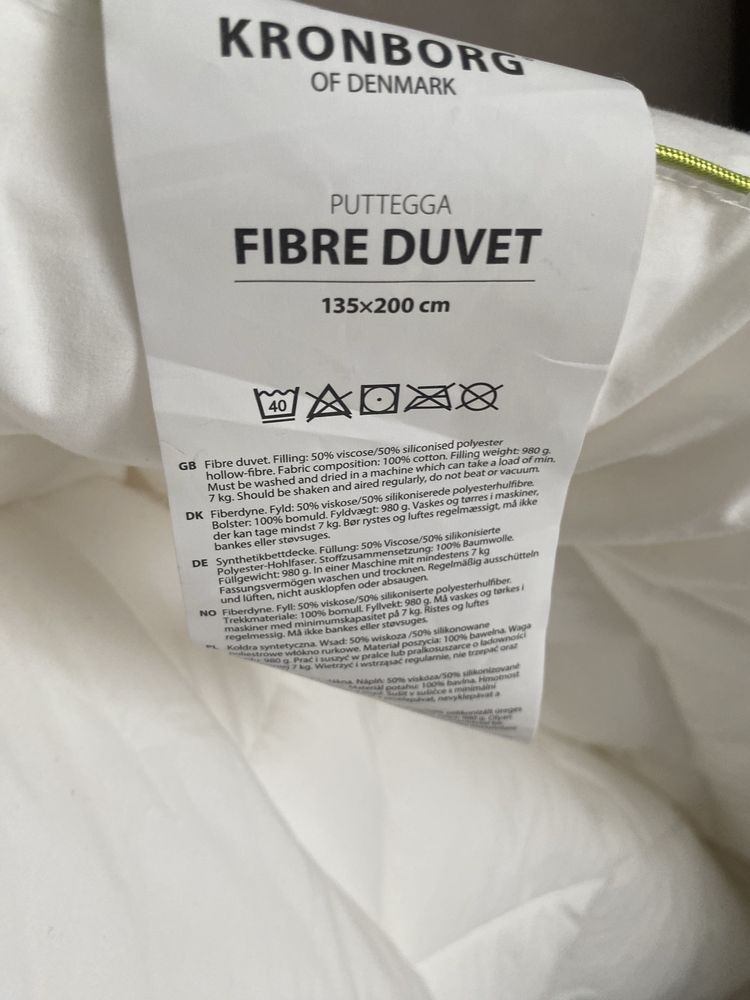 KRONBORG
OF DENMARK
PUTTEGGA
FIBRE DUVET
135×200 cm
40
GB Fibre duvet. Filling: 50% viscose/50% siliconised polyester
hollow-fibre. Fabric composition: 100% cotton. Filling weight: 980 g.
Must be washed and dried in a machine which can take a load of min.
7 kg. Should be shaken and aired regularly, do not beat or vacuum.
DK Fiberdyne. Fyld: 50% viskose/50% silikoniserede polyesterhulfibre.
Bolster: 100% bomuld. Fyldvægt: 980 g. Vaskes og tørres i maskiner,
der kan tage mindst 7 kg. Bør rystes og luftes regelmæssigt, må ikke
bankes eller støvsuges.
DE Synthetikbettdecke. Füllung: 50% Viscose/50% silikonisierte
Polyester-Hohlfaser. Stoffzusammensetzung: 100% Baumwolle.
Füllgewicht: 980 g. In einer Maschine mit mindestens 7 kg
Fassungsvermögen waschen und trocknen. Regelmäßig ausschütteln
und lüften, nicht ausklopfen oder absaugen.
NO Fiberdyne. Fyll: 50% viskose/50% silikoniserte polyesterhulfiber.
Trekkmateriale: 100% bomull. Fyllvekt: 980 g. Må vaskes og tørkes i
maskiner med minimumskapasitet på 7 kg. Ristes og luftes
regelmessig. Må ikke bankes eller støvsuges.
PL Kołdra syntetyczna. Wsad: 50% wiskoza /50% silikonowane
poliestrowe włókno rurkowe. Materiał poszycia: 100% bawełna. Waga
980 g. Prać i suszyć w pralce lub pralkosuszarce o ładowności
7 kg. Wietrzyć i wstrząsać regularnie, nie trzepać oraz
Náplň: 50% viskóza/50% silikonizované
Materiál potahu: 100% bavlna. Hmotnost
Sušit v sušičce s minimální
nevyklepávat a